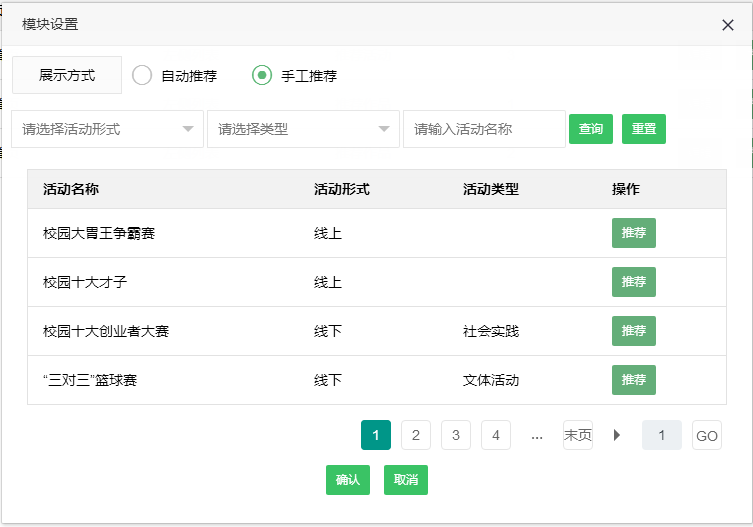 模块设置
展示方式 自动推荐 手工推荐
请选择活动形式 请选择类型 请输入活动名称 查询 重置
活动名称 活动形式 活动类型 操作
校园大胃王争霸赛 线上 推荐
校园十大才子 线上 推荐
校园十大创业者大赛 线下 社会实践 推荐
“三对三”篮球赛 线下 文体活动 推荐
1 2 3 4 ... 末页 1 GO
确认 取消